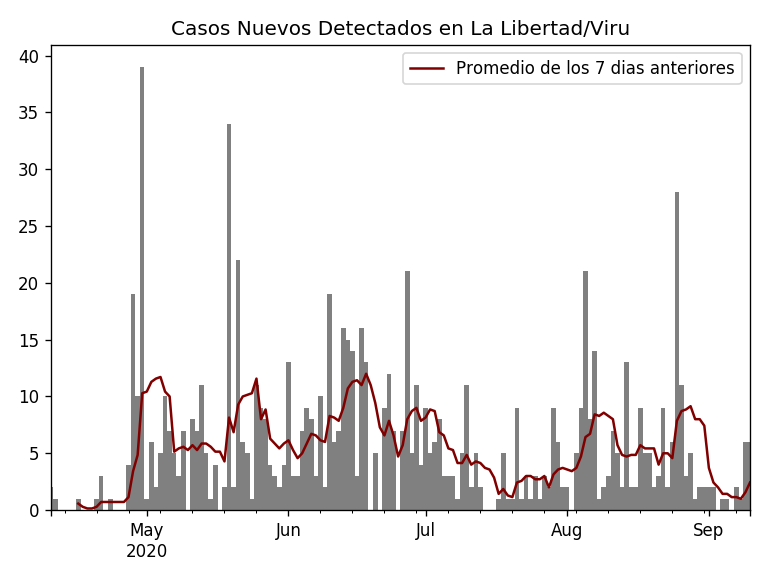 Casos Nuevos Detectados en La Libertad/Viru
Promedio de los 7 dias anteriores
40
35
30
25
20
15
10
5
0
May
2020
Jun
Jul
Aug
Sep